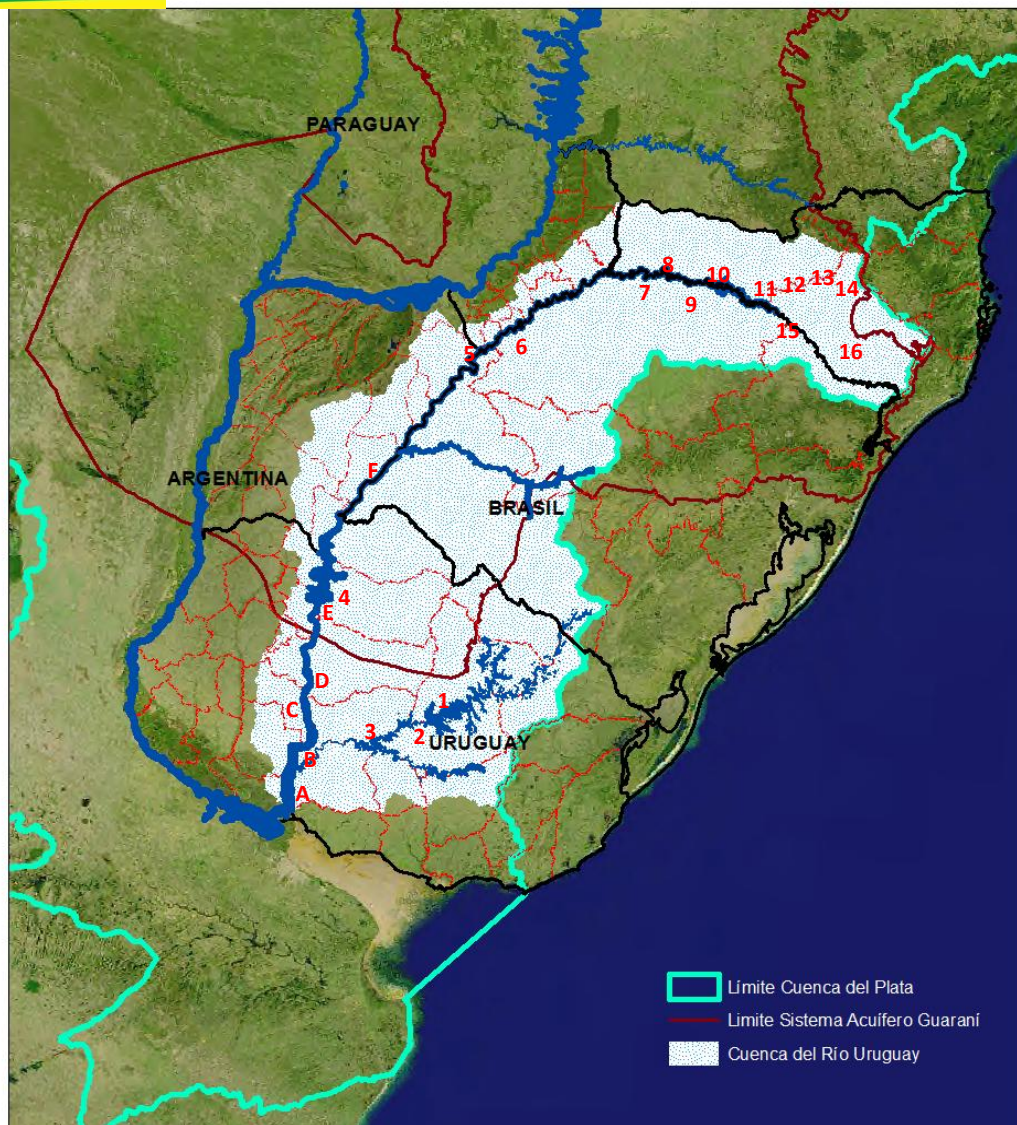 PARAGUAY
8
10
13
12
11
14
7
9
15
5
6
16
F
ARGENTINA
BRASIL
4
E
D
1
C
3
2
URUGUAY
B
A
Límite Cuenca del Plata
Limite Sistema Acuífero Guaraní
Cuenca del Río Uruguay